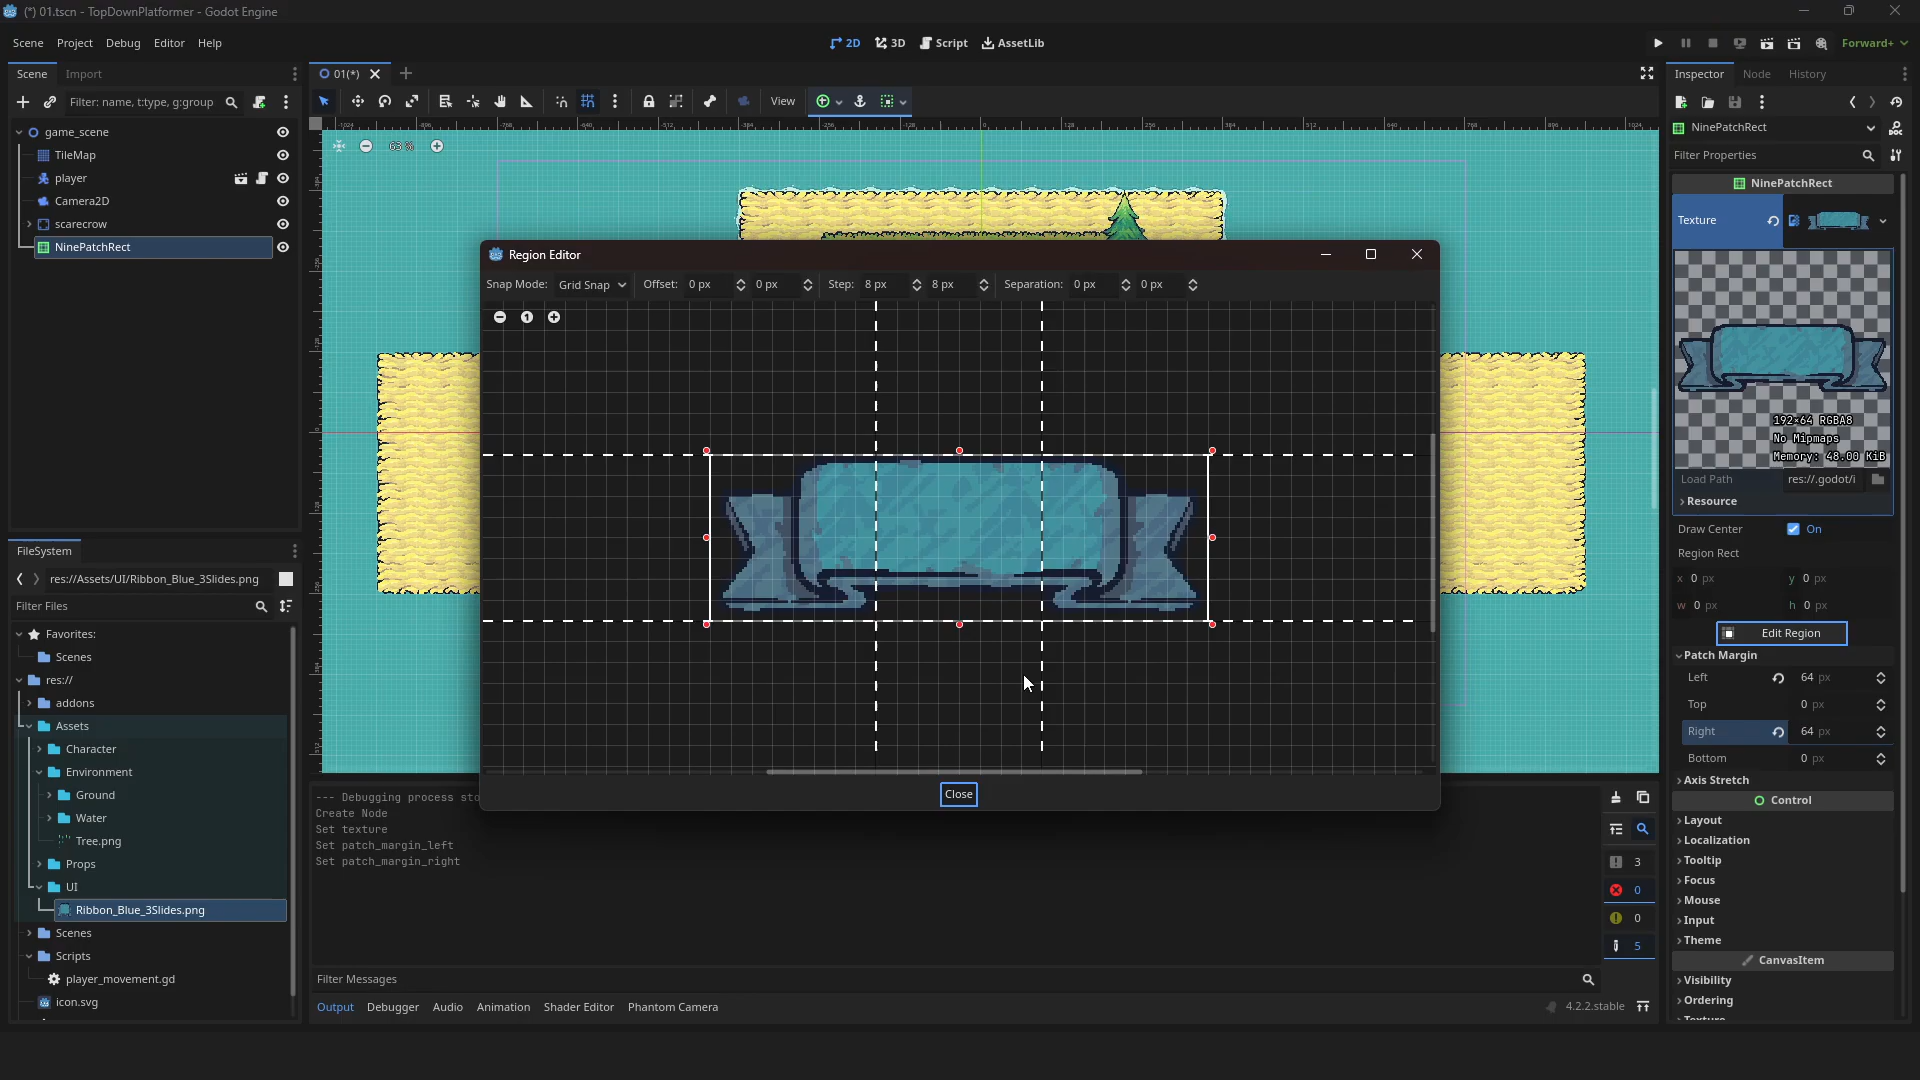 (*) 01.tscn - TopDownPlatformer - Godot Engine
Scene Project Debug Editor Help
2D 3D Script AssetLib
Forward+
Scene Import
01(*)
Inspector Node History
Filter: name, t:type, g:group
View
game_scene
TileMap
player
Camera2D
scarecrow
NinePatchRect
63 %
NinePatchRect
Filter Properties
NinePatchRect
Texture
192×64 RGBA8
No Mipmaps
Memory: 48.00 KiB
Load Path res://.godot/i
Resource
Draw Center On
Region Rect
x 0 px y 0 px
w 0 px h 0 px
Edit Region
Patch Margin
Left 64 px
Top 0 px
Right 64 px
Bottom 0 px
Axis Stretch
Control
Layout
Localization
Tooltip
Focus
Mouse
Input
Theme
CanvasItem
Visibility
Ordering
Texture
Region Editor
Snap Mode: Grid Snap Offset: 0 px 0 px Step: 8 px 8 px Separation: 0 px 0 px
1
Close
FileSystem
res://Assets/UI/Ribbon_Blue_3Slides.png
Filter Files
Favorites:
Scenes
res://
addons
Assets
Character
Environment
Ground
Water
Tree.png
Props
UI
Ribbon_Blue_3Slides.png
Scenes
Scripts
player_movement.gd
icon.svg
--- Debugging process sto
Create Node
Set texture
Set patch_margin_left
Set patch_margin_right
3
0
0
5
Filter Messages
Output Debugger Audio Animation Shader Editor Phantom Camera
4.2.2.stable